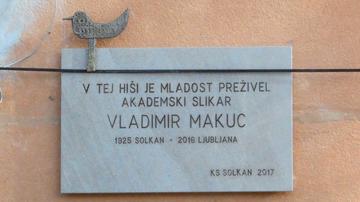 V TEJ HIŠI JE MLADOST PREŽIVEL
AKADEMSKI SLIKAR
VLADIMIR MAKUC
1925 SOLKAN - 2016 LJUBLJANA
KS SOLKAN 2017